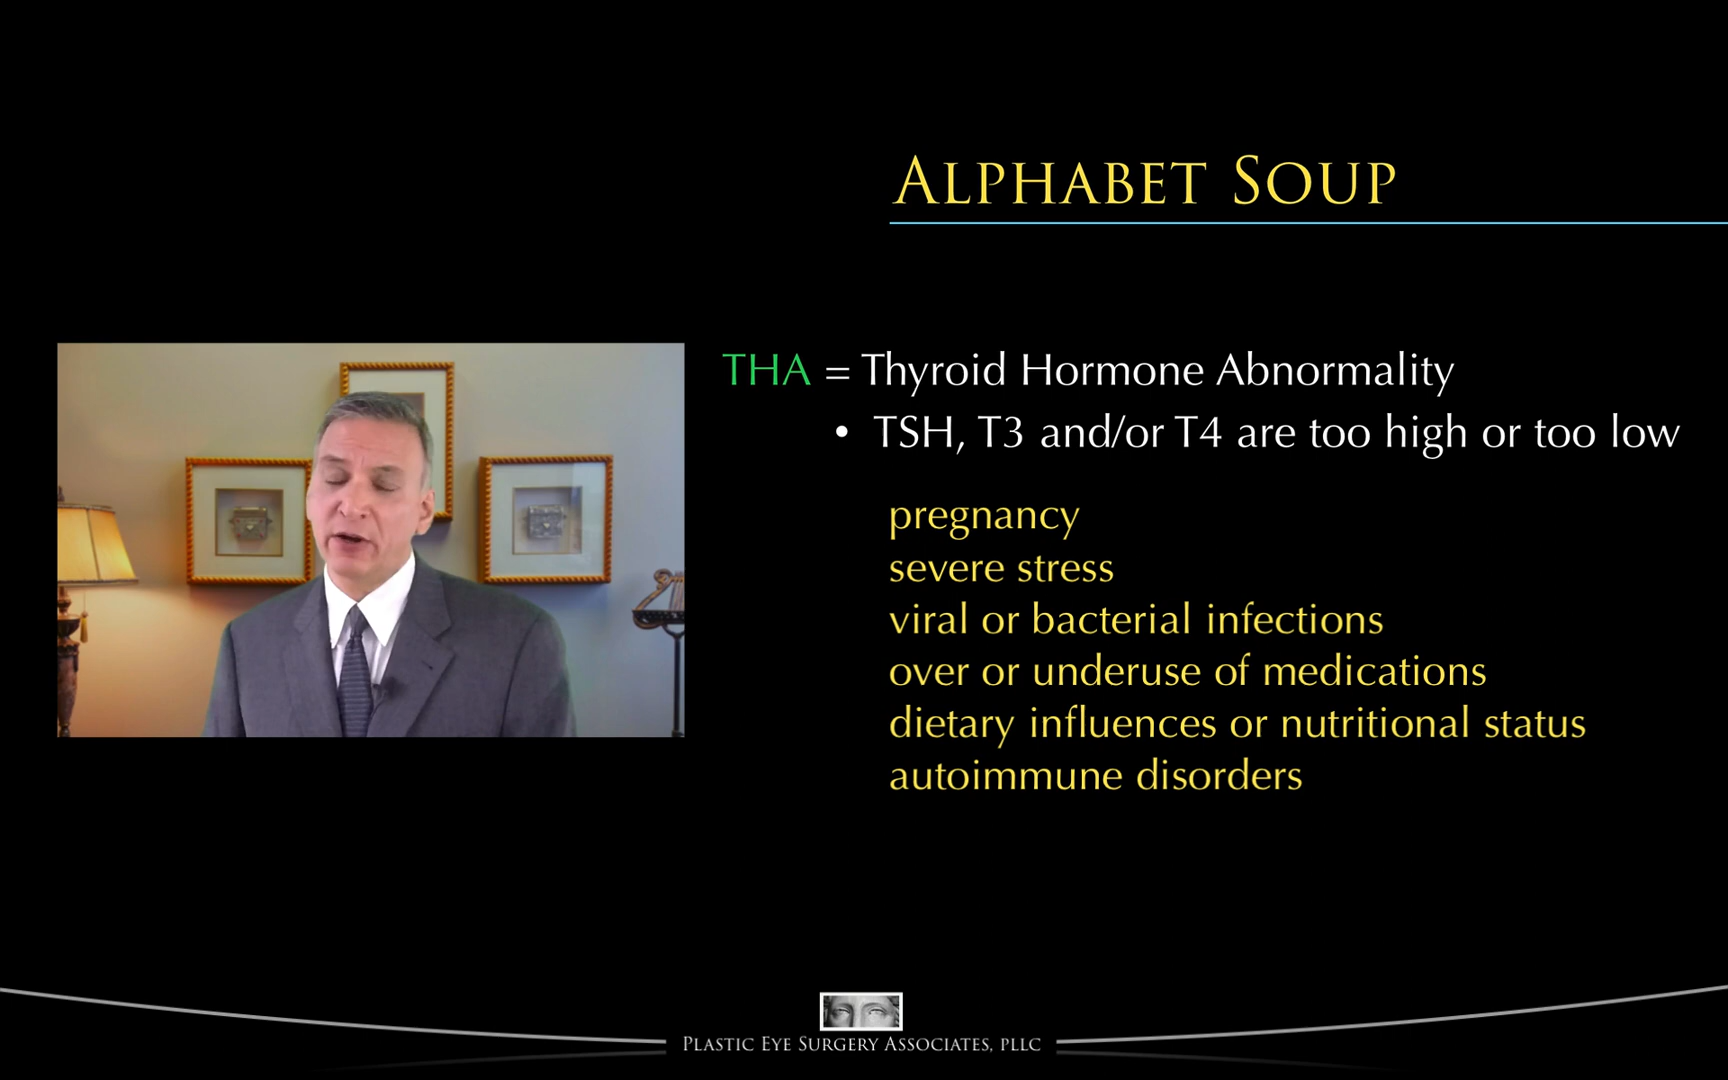 Alphabet Soup
THA = Thyroid Hormone Abnormality
• TSH, T3 and/or T4 are too high or too low
pregnancy
severe stress
viral or bacterial infections
over or underuse of medications
dietary influences or nutritional status
autoimmune disorders
Plastic Eye Surgery Associates, PLLC